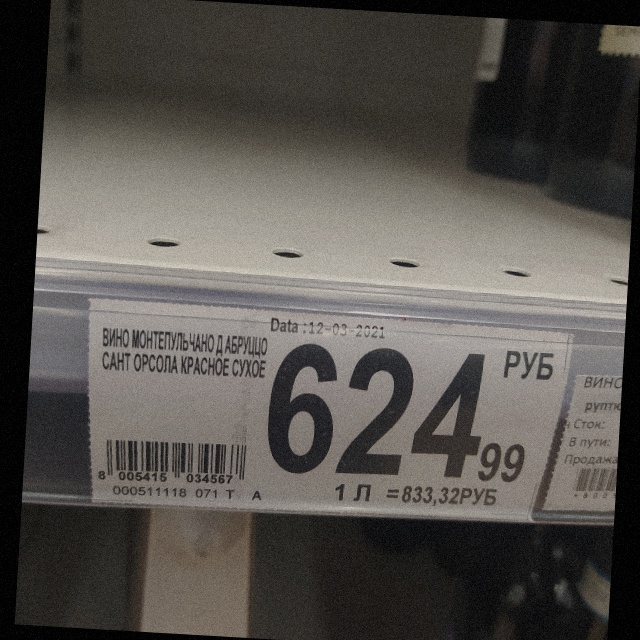 Data :12-03-2021
ВИНО МОНТЕПУЛЬЧАНО Д АБРУЦЦО
САНТ ОРСОЛА КРАСНОЕ СУХОЕ
624 99
РУБ
8 005415 034567
000511118 071 Т А
1 Л =833,32РУБ
ВИНО
Сток:
В пути:
Продажа